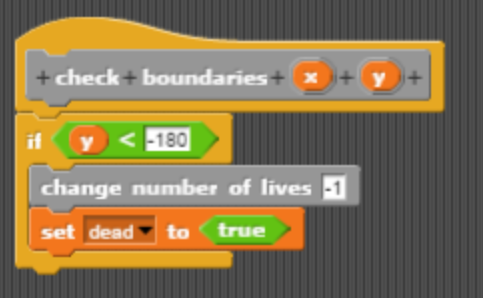 + check + boundaries + x + y +
if y < -180
change number of lives -1
set dead to true